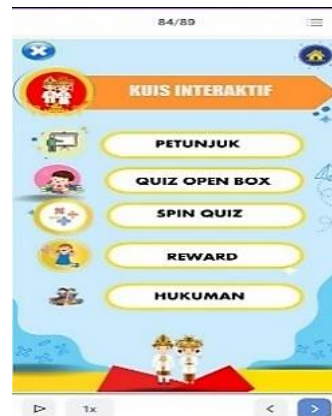 84/89
KUIS INTERAKTIF
PETUNJUK
QUIZ OPEN BOX
SPIN QUIZ
REWARD
HUKUMAN
1x